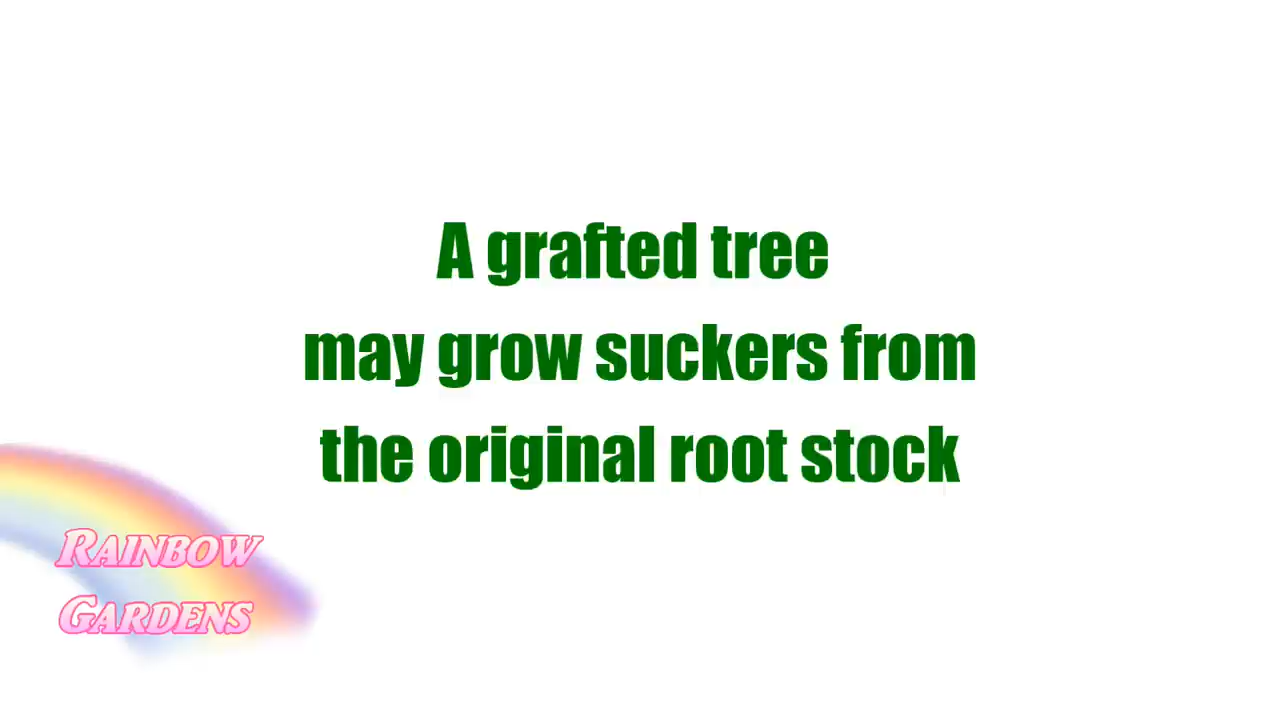 A grafted tree
may grow suckers from
the original root stock
Rainbow
Gardens